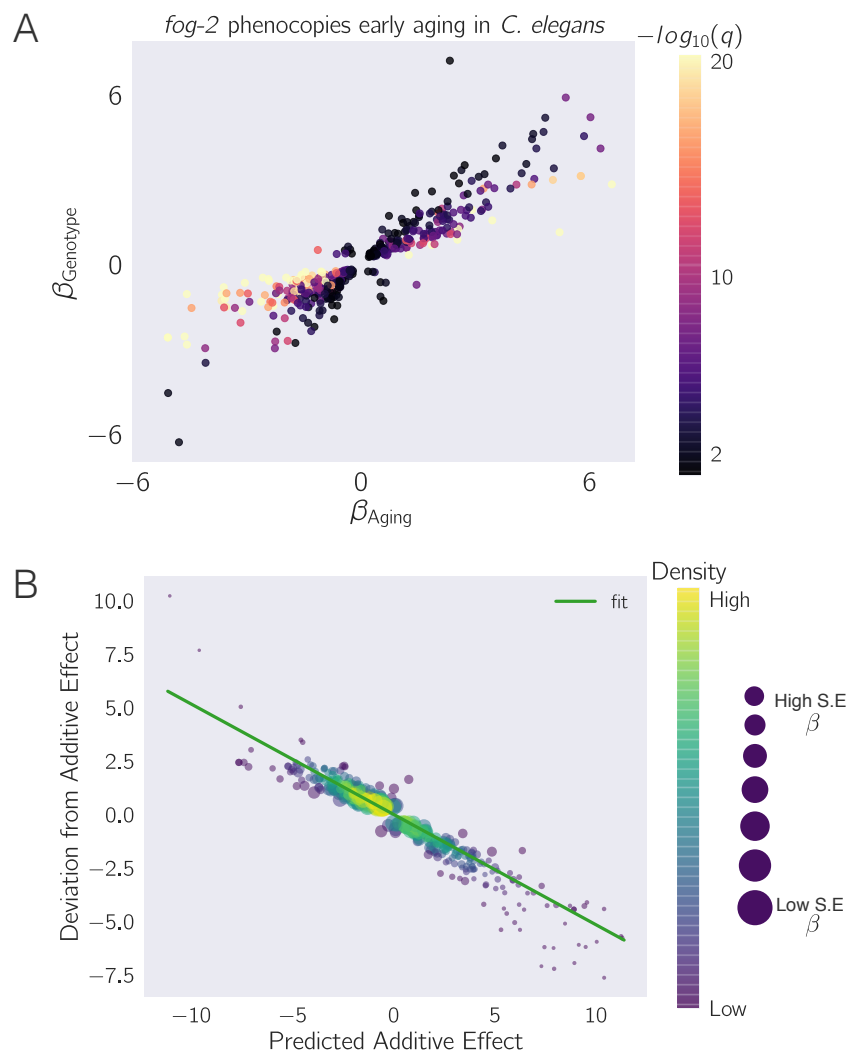 A
fog-2 phenocopies early aging in C. elegans
−log10(q)
20
10
2
6
0
−6
βGenotype
−6
0
6
βAging
B
Density
High
Low
fit
10.0
7.5
5.0
2.5
0.0
−2.5
−5.0
−7.5
Deviation from Additive Effect
−10
−5
0
5
10
Predicted Additive Effect
High S.E
β
Low S.E
β